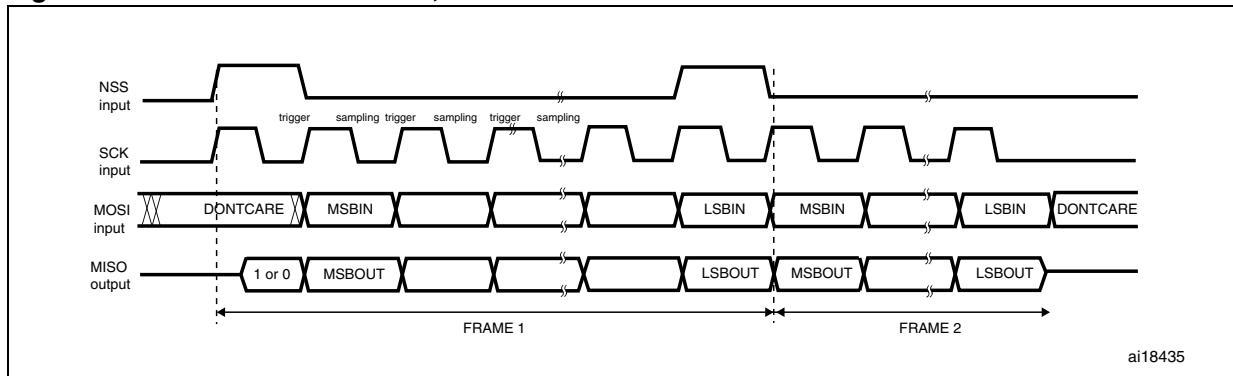 NSS
input
trigger sampling trigger sampling trigger sampling
SCK
input
MOSI
input
DONTCARE MSBIN LSBIN MSBIN LSBIN DONTCARE
MISO
output
1 or 0 MSBOUT LSBOUT MSBOUT LSBOUT
FRAME 1 FRAME 2
ai18435